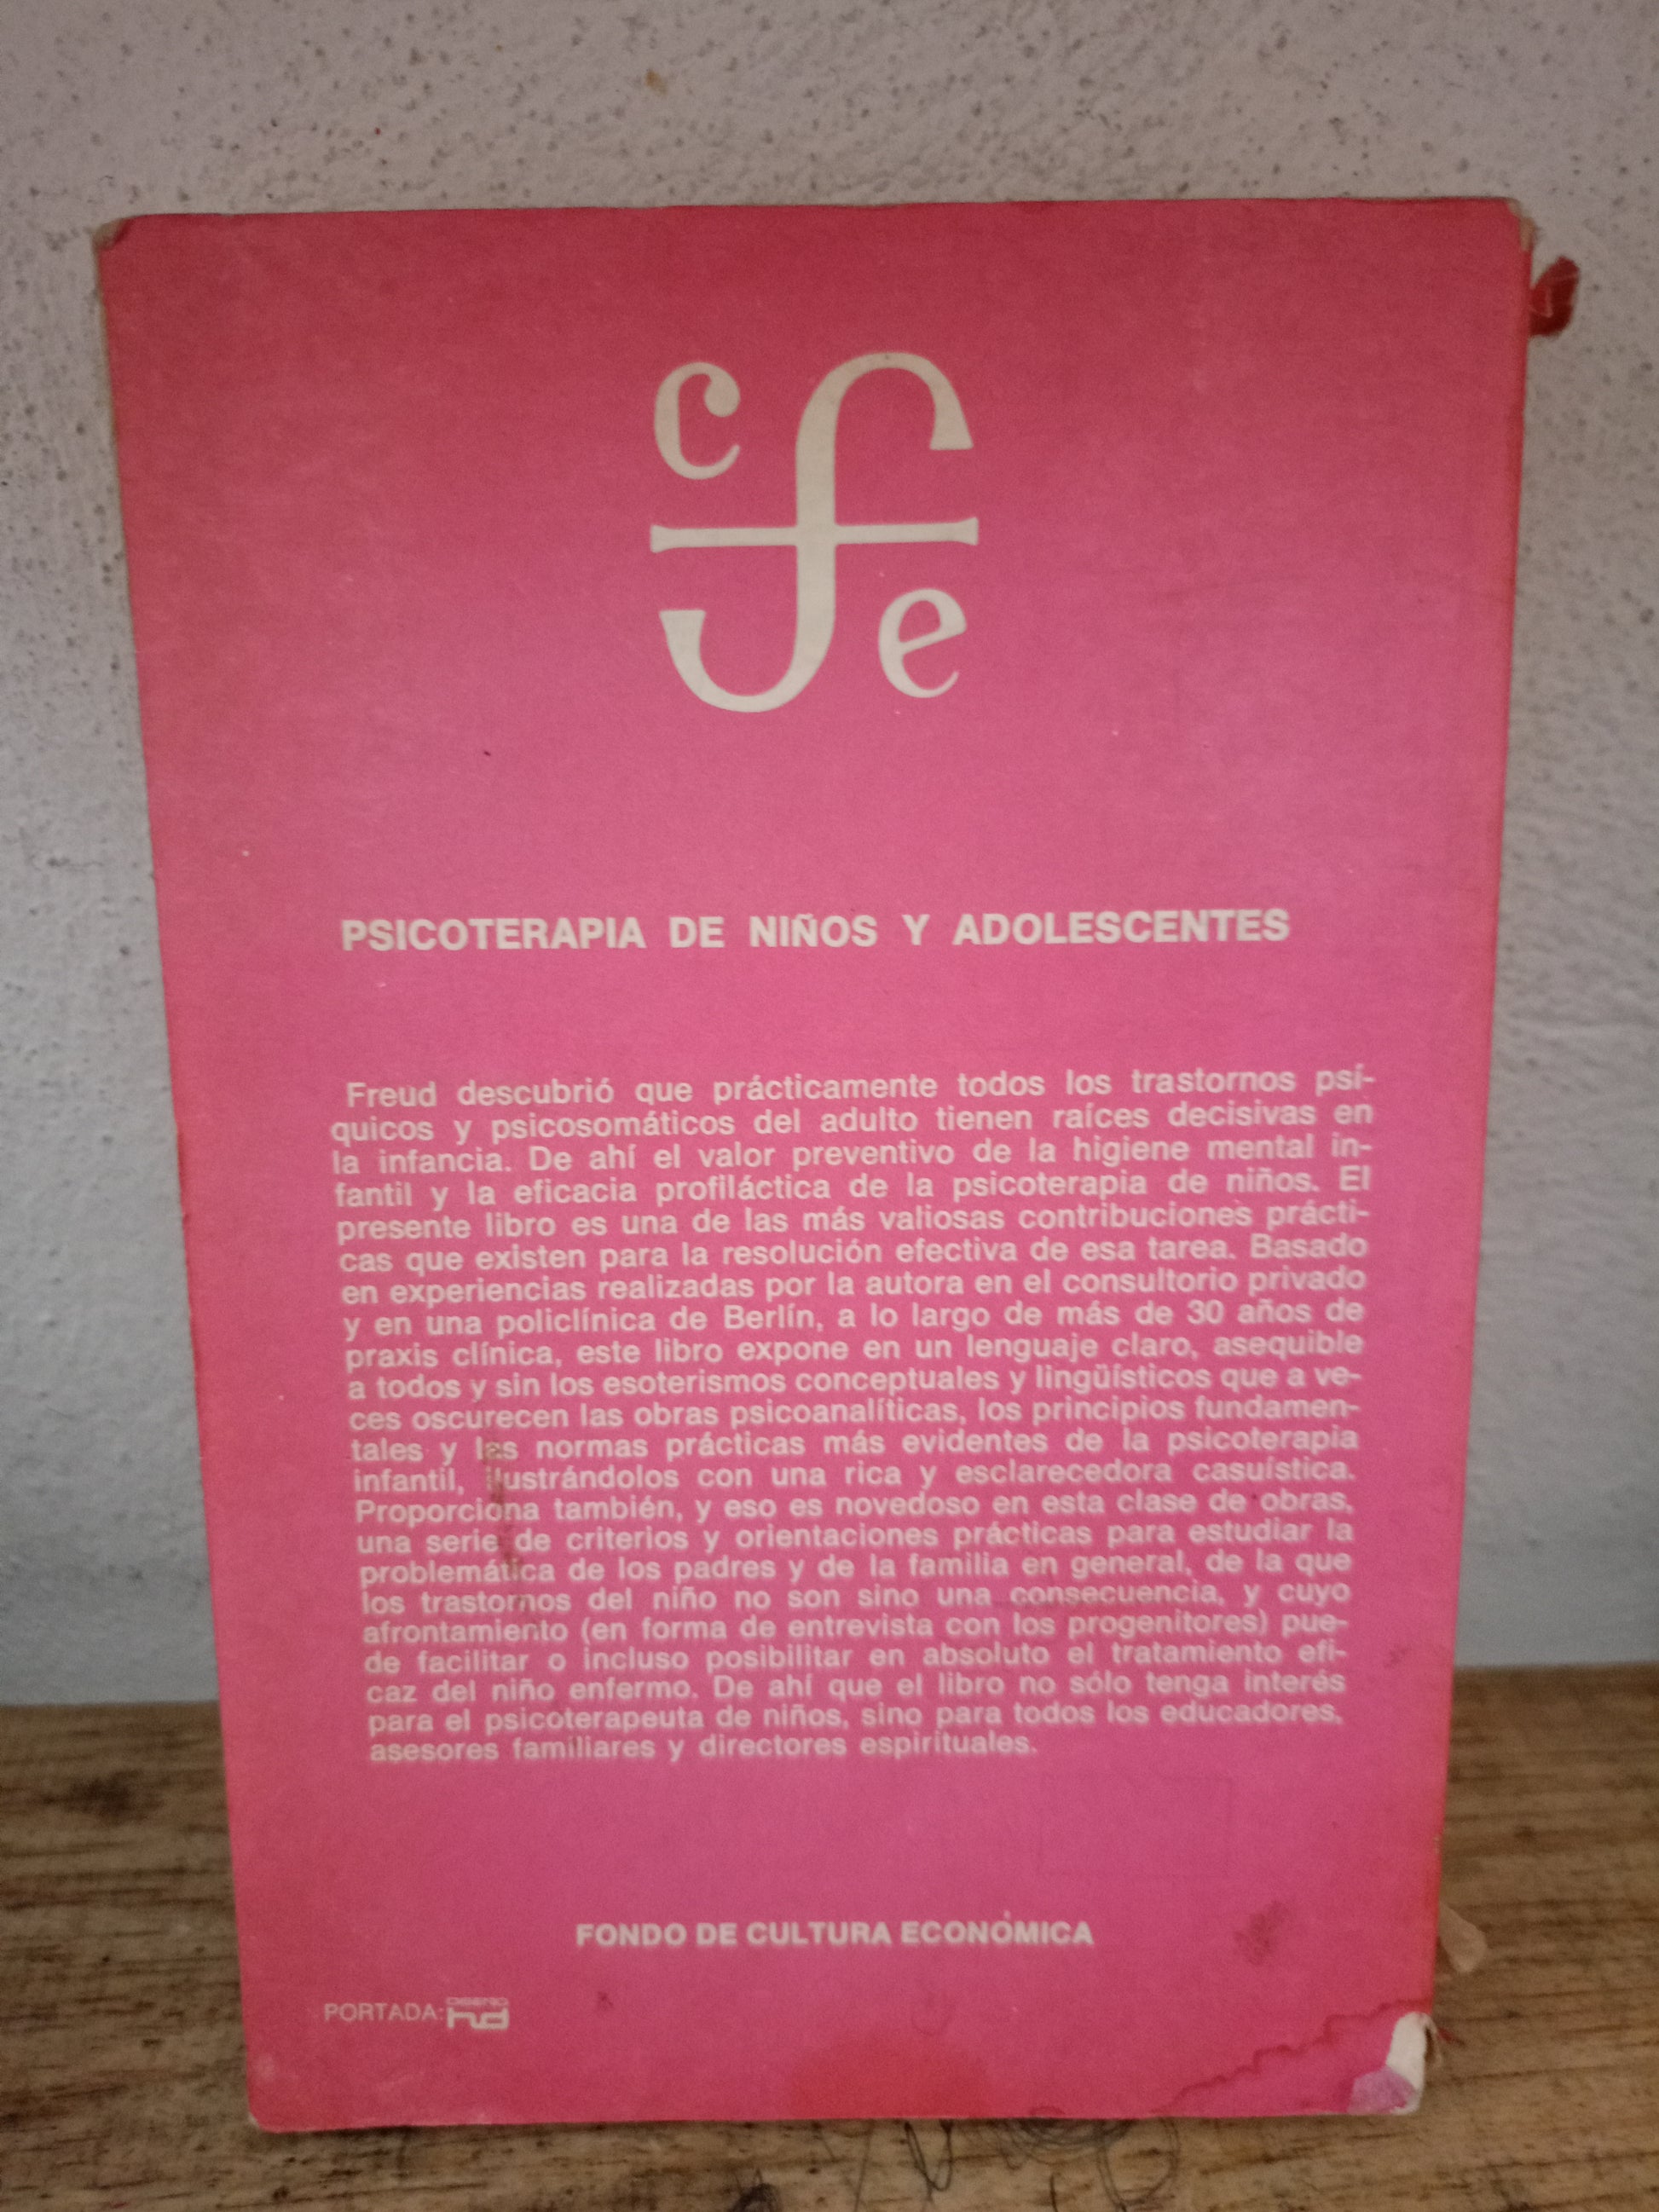 c f e
PSICOTERAPIA DE NIÑOS Y ADOLESCENTES
Freud descubrió que prácticamente todos los trastornos psí-
quicos y psicosomáticos del adulto tienen raíces decisivas en
la infancia. De ahí el valor preventivo de la higiene mental in-
fantil y la eficacia profiláctica de la psicoterapia de niños. El
presente libro es una de las más valiosas contribuciones prácti-
cas que existen para la resolución efectiva de esa tarea. Basado
en experiencias realizadas por la autora en el consultorio privado
y en una policlínica de Berlín, a lo largo de más de 30 años de
praxis clínica, este libro expone en un lenguaje claro, asequible
a todos y sin los esoterismos conceptuales y lingüísticos que a ve-
ces oscurecen las obras psicoanalíticas, los principios fundamen-
tales y las normas prácticas más evidentes de la psicoterapia
infantil, ilustrándolos con una rica y esclarecedora casuística.
Proporciona también, y eso es novedoso en esta clase de obras,
una serie de criterios y orientaciones prácticas para estudiar la
problemática de los padres y de la familia en general, de la que
los trastornos del niño no son sino una consecuencia, y cuyo
afrontamiento (en forma de entrevista con los progenitores) pue-
de facilitar o incluso posibilitar en absoluto el tratamiento efi-
caz del niño enfermo. De ahí que el libro no sólo tenga interés
para el psicoterapeuta de niños, sino para todos los educadores,
asesores familiares y directores espirituales.
FONDO DE CULTURA ECONÓMICA
PORTADA: